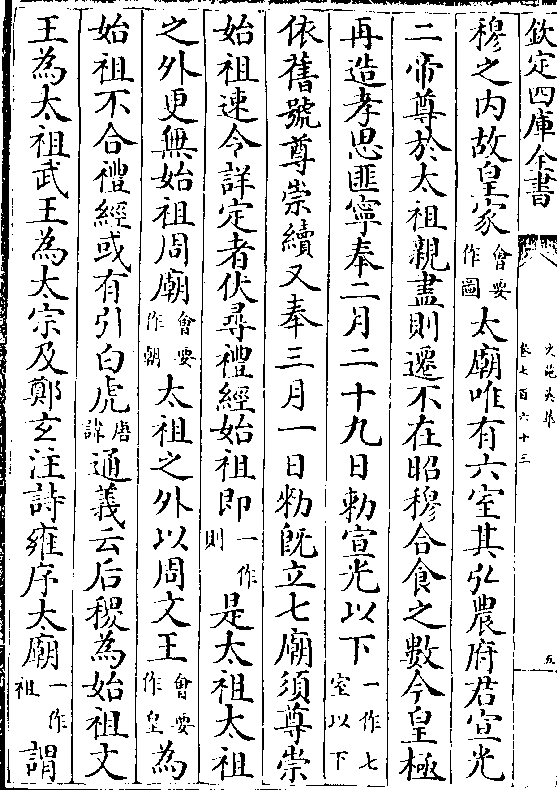 欽定四庫全書
文苑英華
卷七百六十三
五
穆之内故皇家會要作圖太廟唯有六室其弘農府君宣光
二帝尊於太祖親盡則遷不在昭穆合食之數今皇極
再造孝思匪寧奉二月二十九日勅宣光以下一作七室以下
依舊號尊崇續又奉三月一日勅旣立七廟須尊崇
始祖速令詳定者伏尋禮經始祖即一作則是太祖太祖
之外更無始祖周廟會要作朝太祖之外以周文王會要作皇為
始祖不合禮經或有引白虎唐諱通義云后稷為始祖文
王為太祖武王為太宗及鄭玄注詩雍序太廟一作祖謂